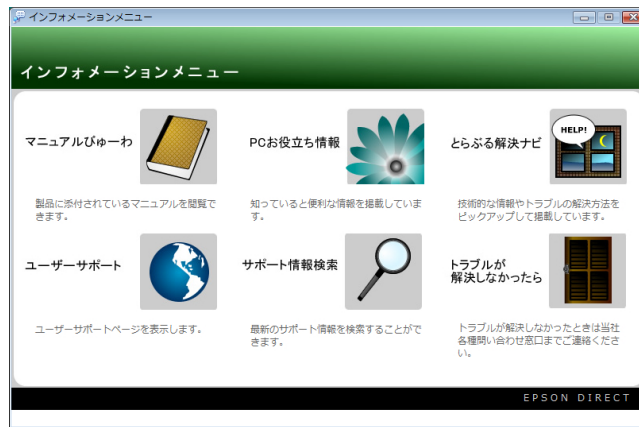 インフォメーションメニュー
インフォメーションメニュー
マニュアルびゅーわ
製品に添付されているマニュアルを閲覧で
きます。
PCお役立ち情報
知っていると便利な情報を掲載していま
す。
とらぶる解決ナビ
HELP!
技術的な情報やトラブルの解決方法を
ピックアップして掲載しています。
ユーザーサポート
ユーザーサポートページを表示します。
サポート情報検索
最新のサポート情報を検索することがで
きます。
トラブルが
解決しなかったら
トラブルが解決しなかったときは当社
各種問い合わせ窓口までご連絡くださ
い。
EPSON DIRECT